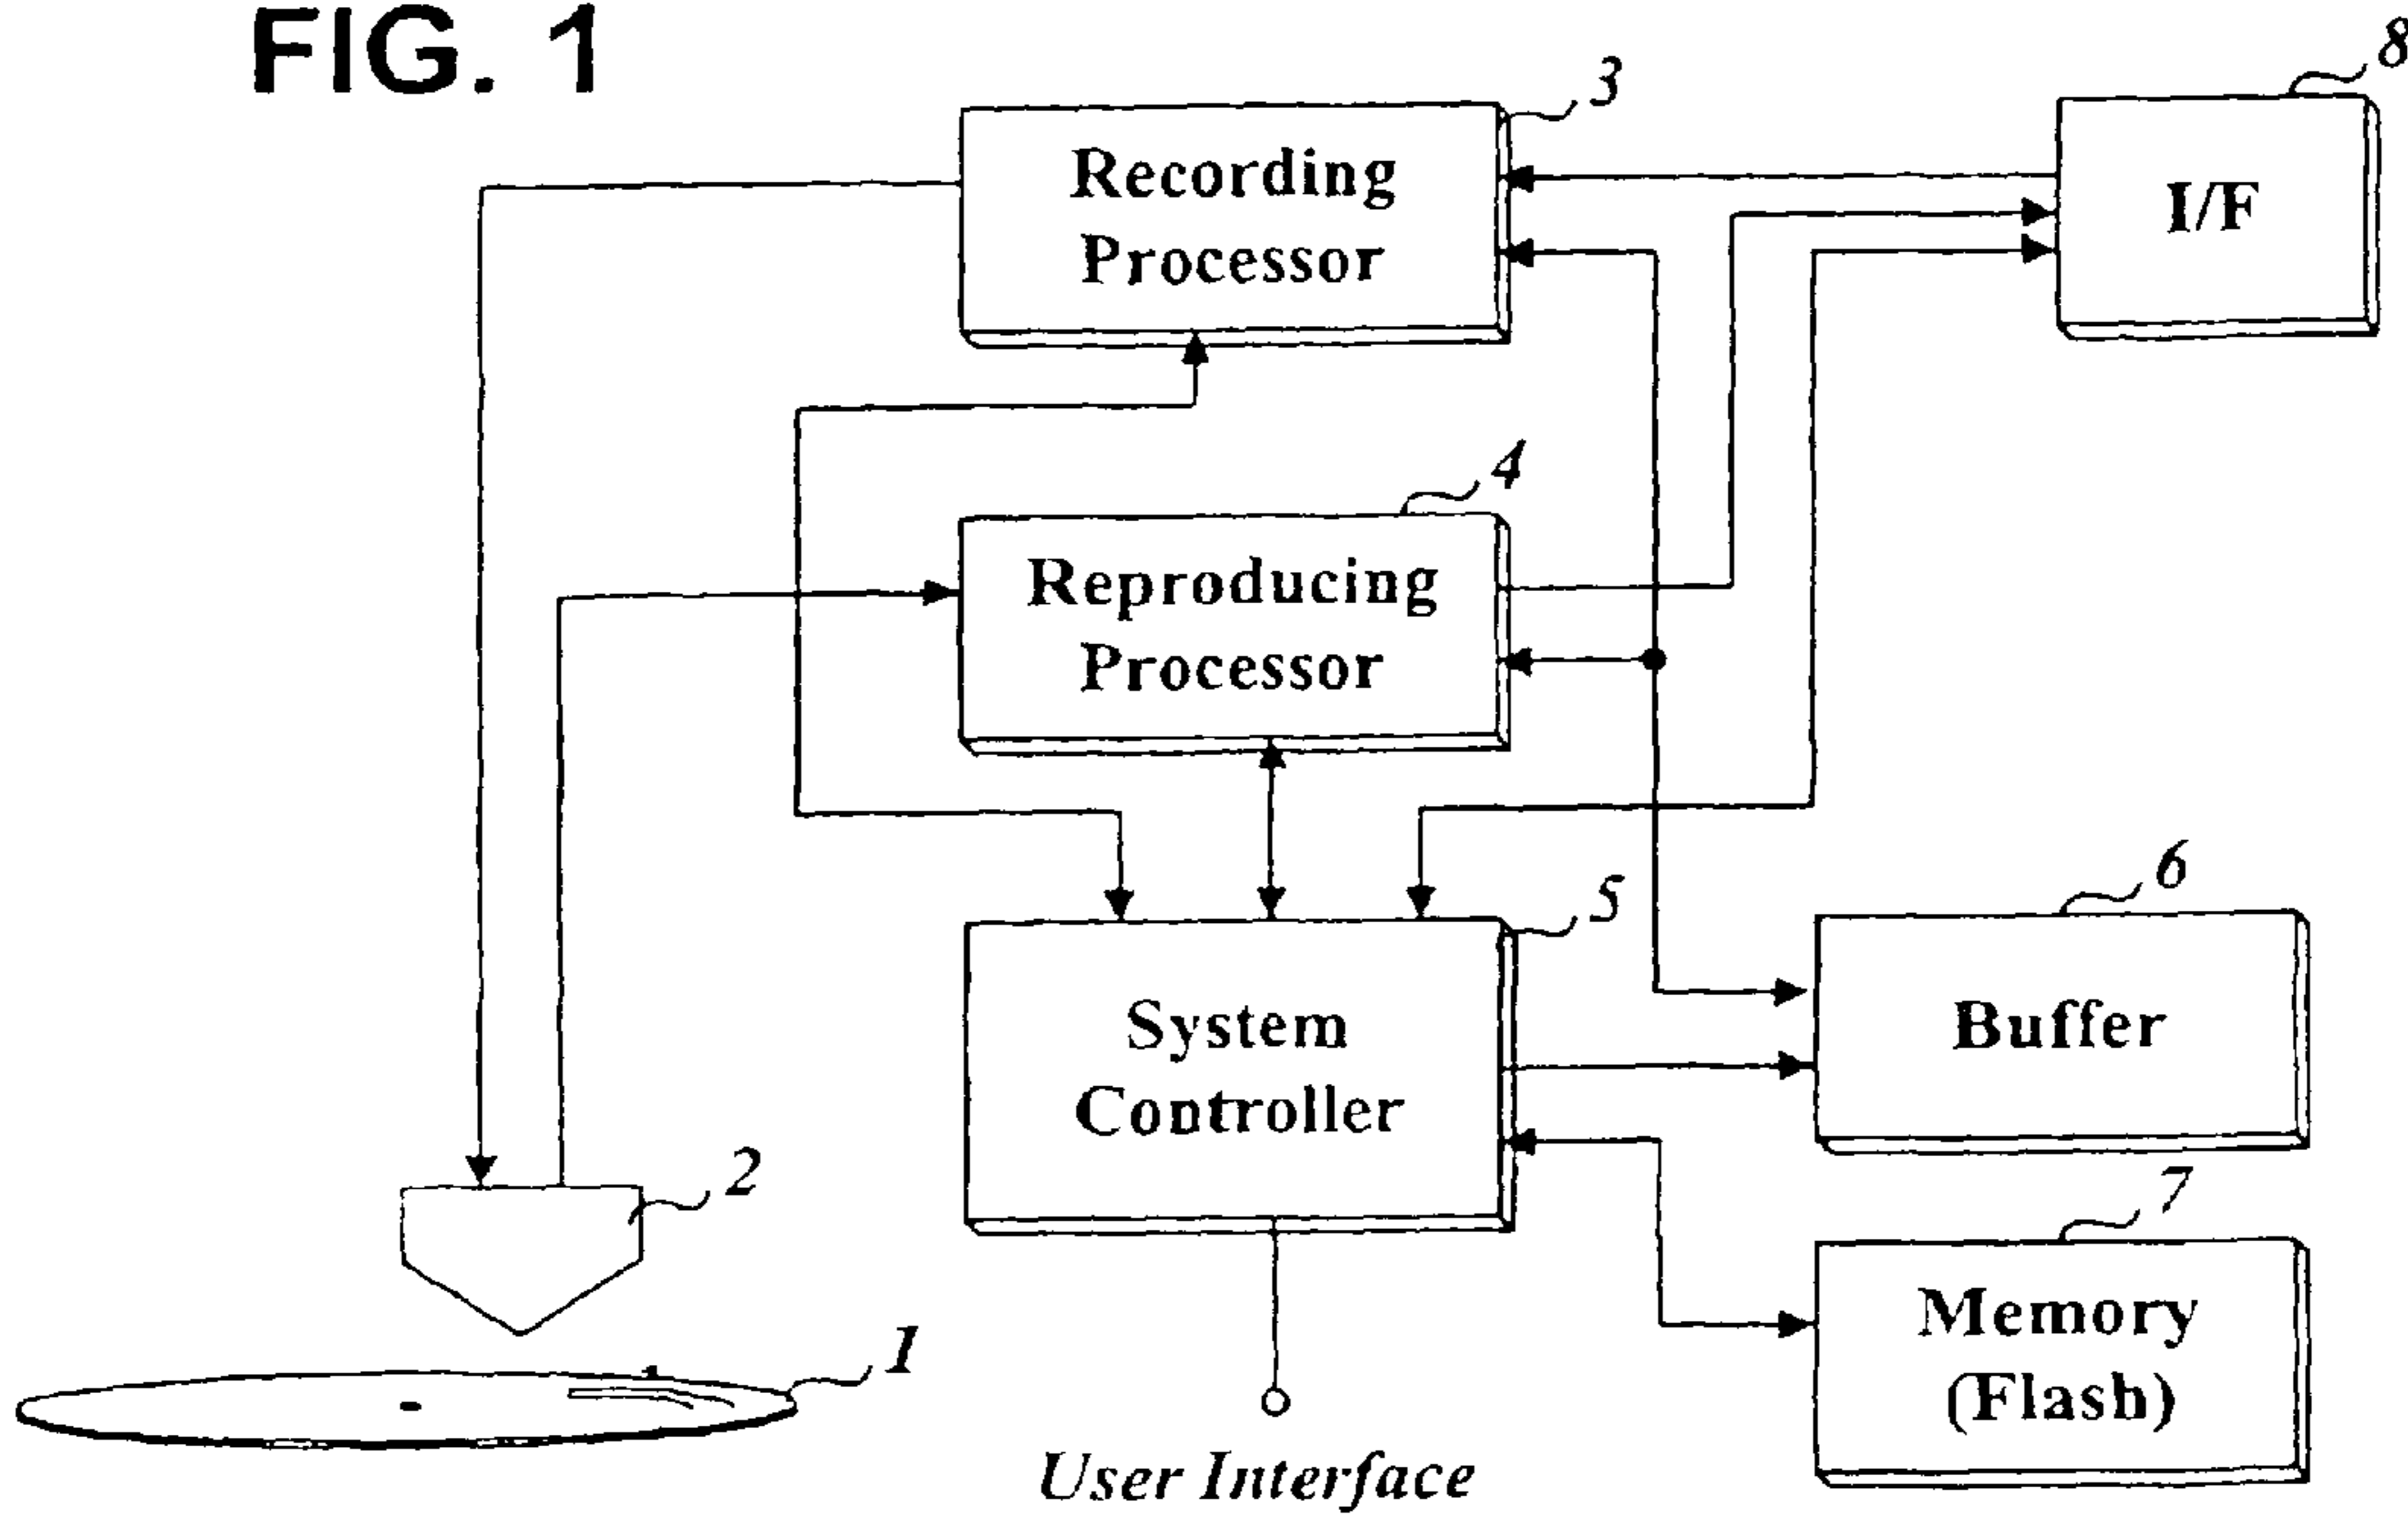 FIG. 1
3
8
Recording
Processor
I/F
4
Reproducing
Processor
5
6
System
Controller
Buffer
2
7
1
Memory
(Flash)
User Interface